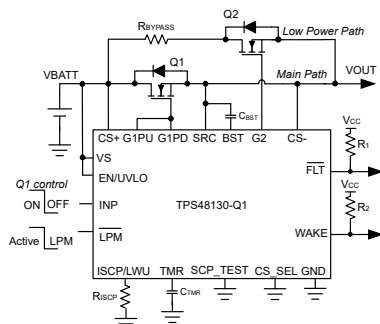 Q2
RBYPASS
Low Power Path
Q1
VBATT
Main Path
VOUT
CBST
CS+ G1PU G1PD SRC BST G2 CS-
VCC
R1
VS
FLT
EN/UVLO
Q1 control
ON OFF
INP
TPS48130-Q1
VCC
R2
Active LPM
LPM
WAKE
ISCP/LWU TMR SCP_TEST CS_SEL GND
RISCP
CTMR